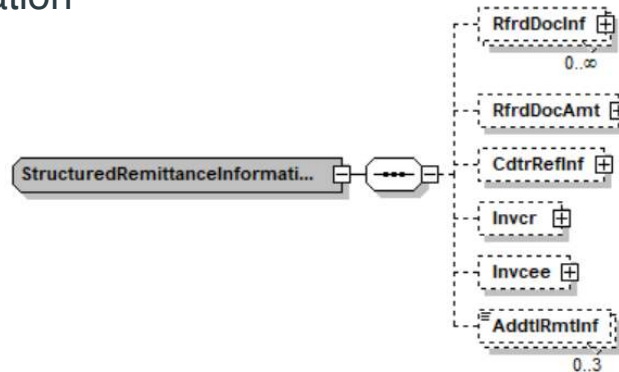 ation
RfrdDocInf
0..∞
RfrdDocAmt
CdtrRefInf
StructuredRemittanceInformati...
Invcr
Invcee
AddtlRmtInf
0..3